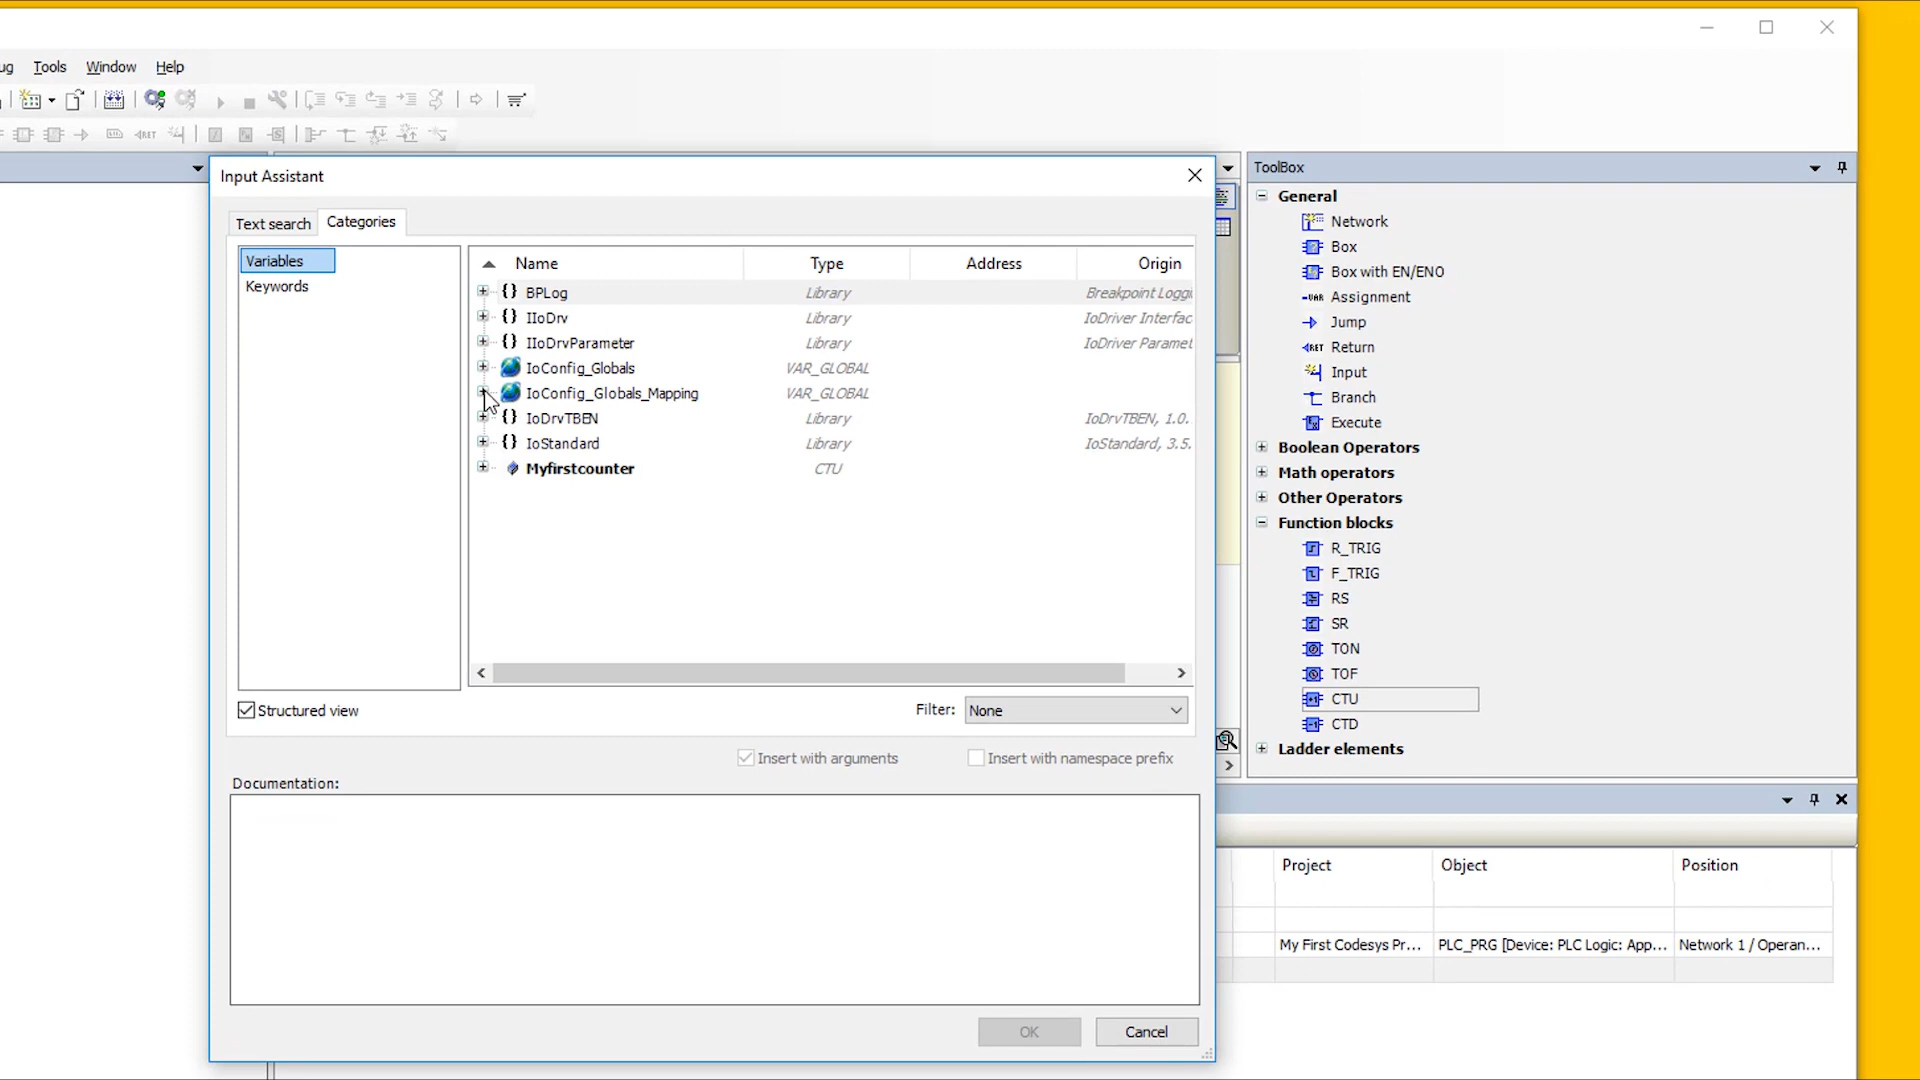 ug Tools Window Help
Input Assistant
Text search Categories
Variables
Keywords
Name Type Address Origin
BPLog Library Breakpoint Loggi
IIoDrv Library IoDriver Interfac
IIoDrvParameter Library IoDriver Paramet
IoConfig_Globals VAR_GLOBAL
IoConfig_Globals_Mapping VAR_GLOBAL
IoDrvTBEN Library IoDrvTBEN, 1.0.
IoStandard Library IoStandard, 3.5.
Myfirstcounter CTU
Structured view
Filter: None
Insert with arguments Insert with namespace prefix
Documentation:
OK Cancel
ToolBox
General
Network
Box
Box with EN/ENO
-VAR Assignment
Jump
RET Return
Input
Branch
Execute
Boolean Operators
Math operators
Other Operators
Function blocks
R_TRIG
F_TRIG
RS
SR
TON
TOF
CTU
CTD
Ladder elements
Project Object Position
My First Codesys Pr... PLC_PRG [Device: PLC Logic: App... Network 1 / Operan...